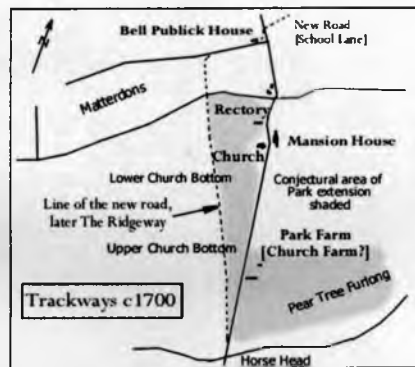 Bell Publick House
New Road
[School Lane]
N
Matterdons
Rectory
Mansion House
Church
Lower Church Bottom
Conjectural area of
Park extension
shaded
Line of the new road,
later The Ridgeway
Park Farm
[Church Farm?]
Upper Church Bottom
Trackways c1700
Pear Tree Furlong
Horse Head